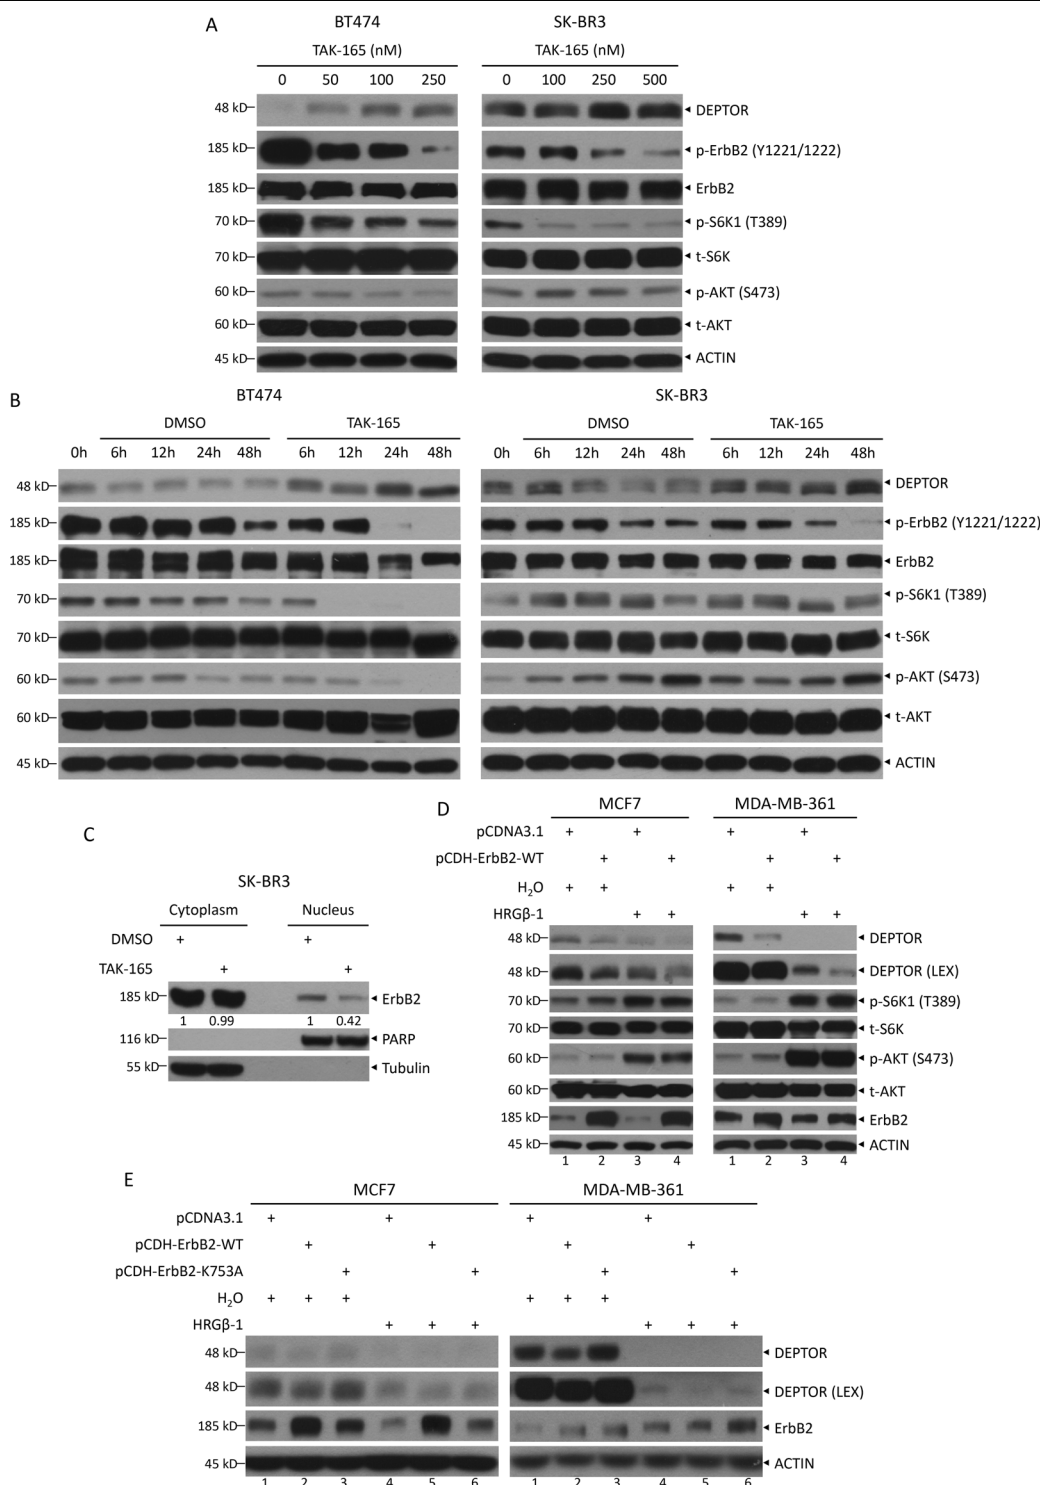 A
BT474
SK-BR3
TAK-165 (nM)
TAK-165 (nM)
0 50 100 250
0 100 250 500
48 kD
DEPTOR
185 kD
p-ErbB2 (Y1221/1222)
185 kD
ErbB2
70 kD
p-S6K1 (T389)
70 kD
t-S6K
60 kD
p-AKT (S473)
60 kD
t-AKT
45 kD
ACTIN
B
BT474
SK-BR3
DMSO TAK-165
DMSO TAK-165
0h 6h 12h 24h 48h 6h 12h 24h 48h
0h 6h 12h 24h 48h 6h 12h 24h 48h
48 kD
DEPTOR
185 kD
p-ErbB2 (Y1221/1222)
185 kD
ErbB2
70 kD
p-S6K1 (T389)
70 kD
t-S6K
60 kD
p-AKT (S473)
60 kD
t-AKT
45 kD
ACTIN
C
SK-BR3
Cytoplasm Nucleus
DMSO + +
TAK-165 + +
185 kD
ErbB2
1 0.99 1 0.42
116 kD
PARP
55 kD
Tubulin
D
MCF7 MDA-MB-361
pCDNA3.1 + + + +
pCDH-ErbB2-WT + + + +
H2O + + + +
HRGβ-1 + + + +
48 kD
DEPTOR
48 kD
DEPTOR (LEX)
70 kD
p-S6K1 (T389)
70 kD
t-S6K
60 kD
p-AKT (S473)
60 kD
t-AKT
185 kD
ErbB2
45 kD
ACTIN
1 2 3 4 1 2 3 4
E
MCF7 MDA-MB-361
pCDNA3.1 + + + +
pCDH-ErbB2-WT + + + +
pCDH-ErbB2-K753A + + + +
H2O + + + + + +
HRGβ-1 + + + + + +
48 kD
DEPTOR
48 kD
DEPTOR (LEX)
185 kD
ErbB2
45 kD
ACTIN
1 2 3 4 5 6 1 2 3 4 5 6